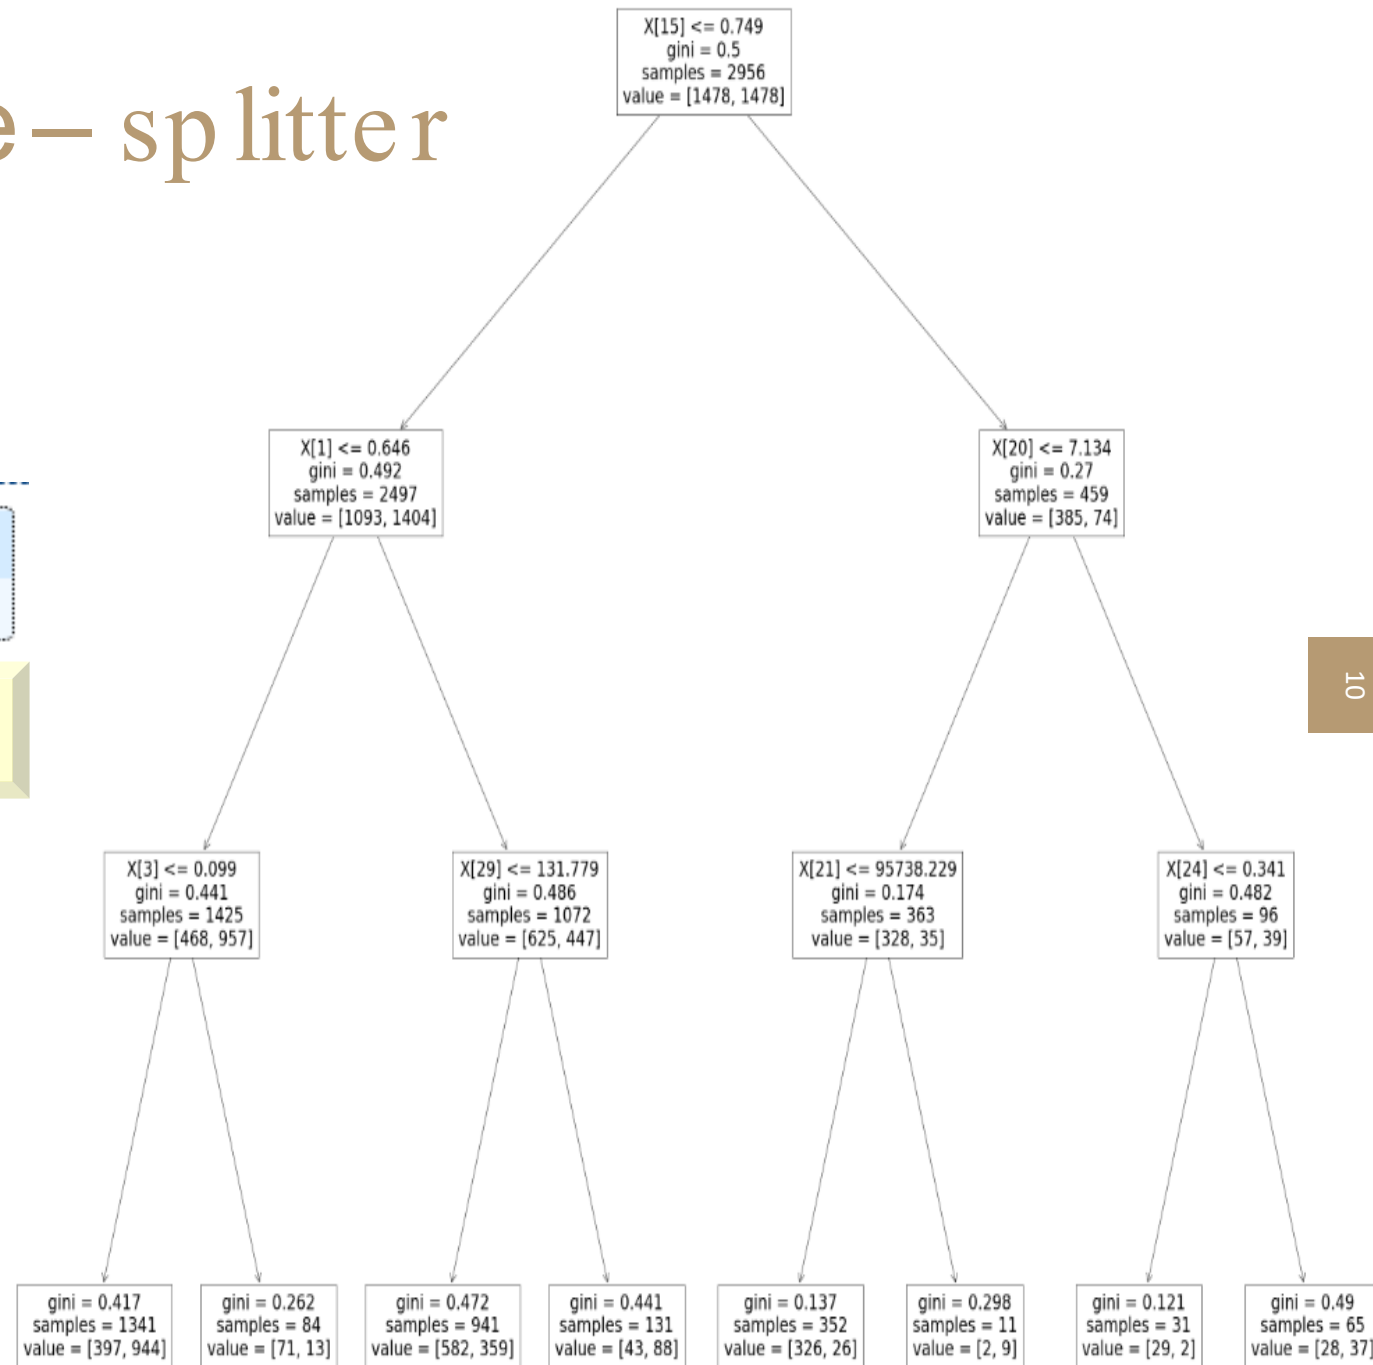 X[15] <= 0.749
gini = 0.5
samples = 2956
value = [1478, 1478]
e – splitter
X[1] <= 0.646
gini = 0.492
samples = 2497
value = [1093, 1404]
X[20] <= 7.134
gini = 0.27
samples = 459
value = [385, 74]
10
X[3] <= 0.099
gini = 0.441
samples = 1425
value = [468, 957]
X[29] <= 131.779
gini = 0.486
samples = 1072
value = [625, 447]
X[21] <= 95738.229
gini = 0.174
samples = 363
value = [328, 35]
X[24] <= 0.341
gini = 0.482
samples = 96
value = [57, 39]
gini = 0.417
samples = 1341
value = [397, 944]
gini = 0.262
samples = 84
value = [71, 13]
gini = 0.472
samples = 941
value = [582, 359]
gini = 0.441
samples = 131
value = [43, 88]
gini = 0.137
samples = 352
value = [326, 26]
gini = 0.298
samples = 11
value = [2, 9]
gini = 0.121
samples = 31
value = [29, 2]
gini = 0.49
samples = 65
value = [28, 37]